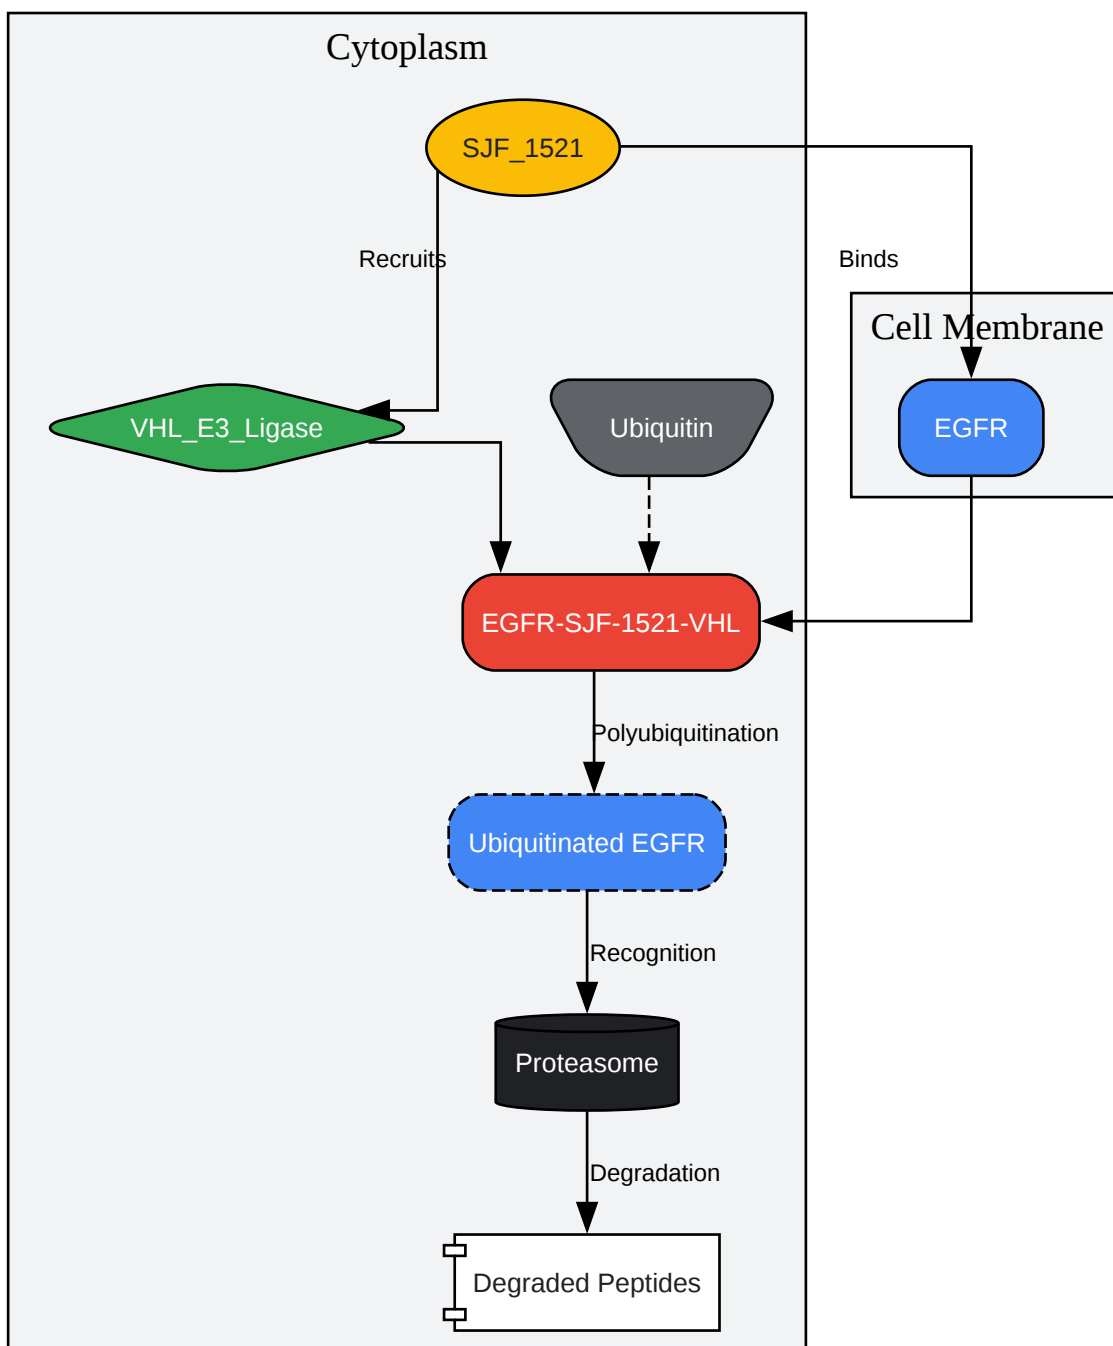 Cytoplasm
SJF_1521
Recruits
Binds
Cell Membrane
VHL_E3_Ligase
Ubiquitin
EGFR
EGFR-SJF-1521-VHL
Polyubiquitination
Ubiquitinated EGFR
Recognition
Proteasome
Degradation
Degraded Peptides